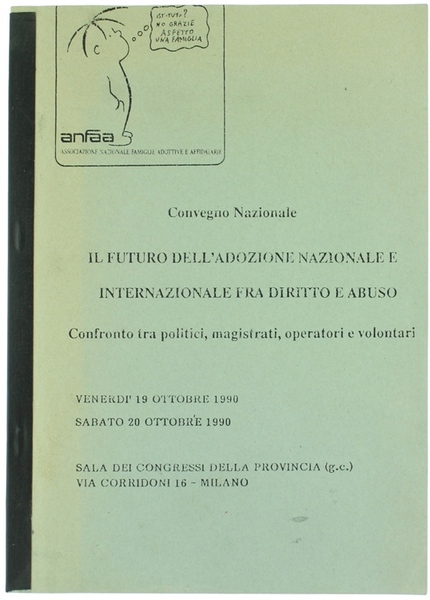 ISTITUTO?
NO GRAZIE
ASPETTO
UNA FAMIGLIA
anfaa
ASSOCIAZIONE NAZIONALE FAMIGLIE ADOTTIVE E AFFIDATARIE
Convegno Nazionale
IL FUTURO DELL'ADOZIONE NAZIONALE E
INTERNAZIONALE FRA DIRITTO E ABUSO
Confronto tra politici, magistrati, operatori e volontari
VENERDI' 19 OTTOBRE 1990
SABATO 20 OTTOBRE 1990
SALA DEI CONGRESSI DELLA PROVINCIA (g.c.)
VIA CORRIDONI 16 - MILANO